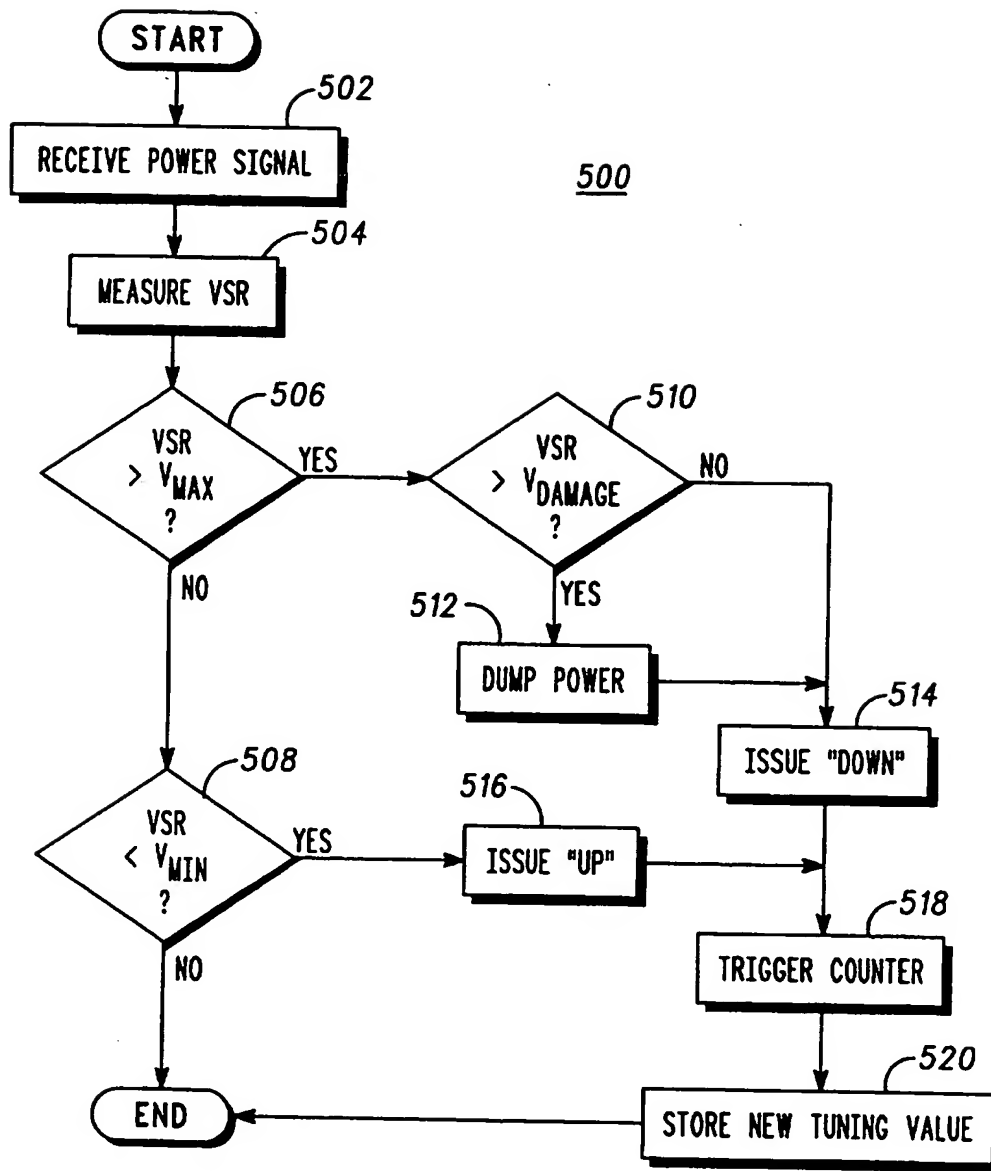 START
502
RECEIVE POWER SIGNAL
500
504
MEASURE VSR
506
VSR
> VMAX
?
YES
NO
510
VSR
> VDAMAGE
?
NO
YES
512
DUMP POWER
514
ISSUE "DOWN"
508
VSR
< VMIN
?
YES
NO
516
ISSUE "UP"
518
TRIGGER COUNTER
520
STORE NEW TUNING VALUE
END